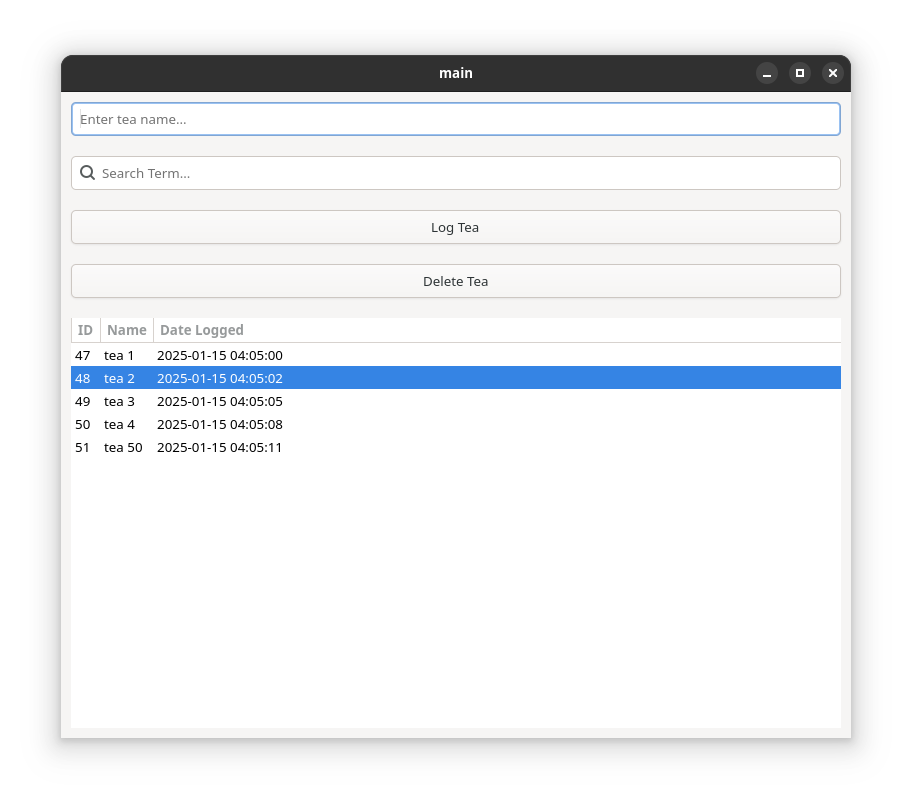 main
Enter tea name...
Search Term...
Log Tea
Delete Tea
ID Name Date Logged
47 tea 1 2025-01-15 04:05:00
48 tea 2 2025-01-15 04:05:02
49 tea 3 2025-01-15 04:05:05
50 tea 4 2025-01-15 04:05:08
51 tea 50 2025-01-15 04:05:11